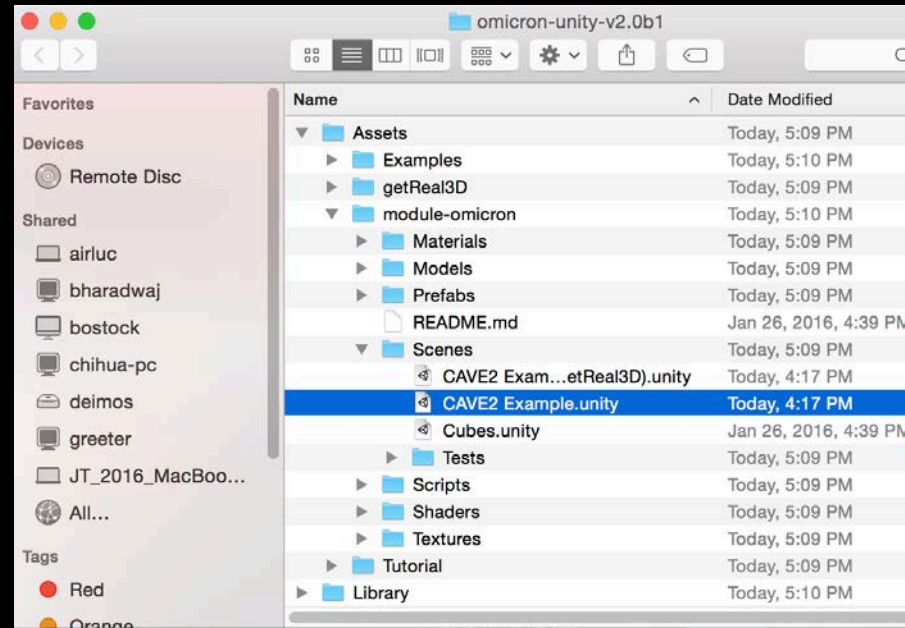 omicron-unity-v2.0b1
Favorites
Devices
Remote Disc
Shared
airluc
bharadwaj
bostock
chihua-pc
deimos
greeter
JT_2016_MacBoo...
All...
Tags
Red
Orange
Name Date Modified
Assets Today, 5:09 PM
Examples Today, 5:10 PM
getReal3D Today, 5:09 PM
module-omicron Today, 5:10 PM
Materials Today, 5:09 PM
Models Today, 5:09 PM
Prefabs Today, 5:09 PM
README.md Jan 26, 2016, 4:39 PM
Scenes Today, 5:09 PM
CAVE2 Exam...etReal3D).unity Today, 4:17 PM
CAVE2 Example.unity Today, 4:17 PM
Cubes.unity Jan 26, 2016, 4:39 PM
Tests Today, 5:09 PM
Scripts Today, 5:09 PM
Shaders Today, 5:09 PM
Textures Today, 5:09 PM
Tutorial Today, 5:09 PM
Library Today, 5:10 PM